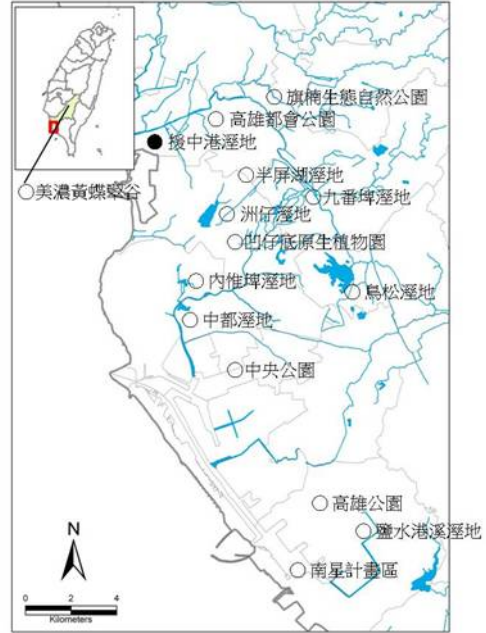 旗楠生態自然公園
高雄都會公園
援中港溼地
半屏湖溼地
美濃黃蝶翠谷
九番埤溼地
洲仔溼地
凹仔底原生植物園
內惟埤溼地
鳥松溼地
中都溼地
中央公園
高雄公園
鹽水港溪溼地
南星計畫區
N
0 2 4
Kilometers